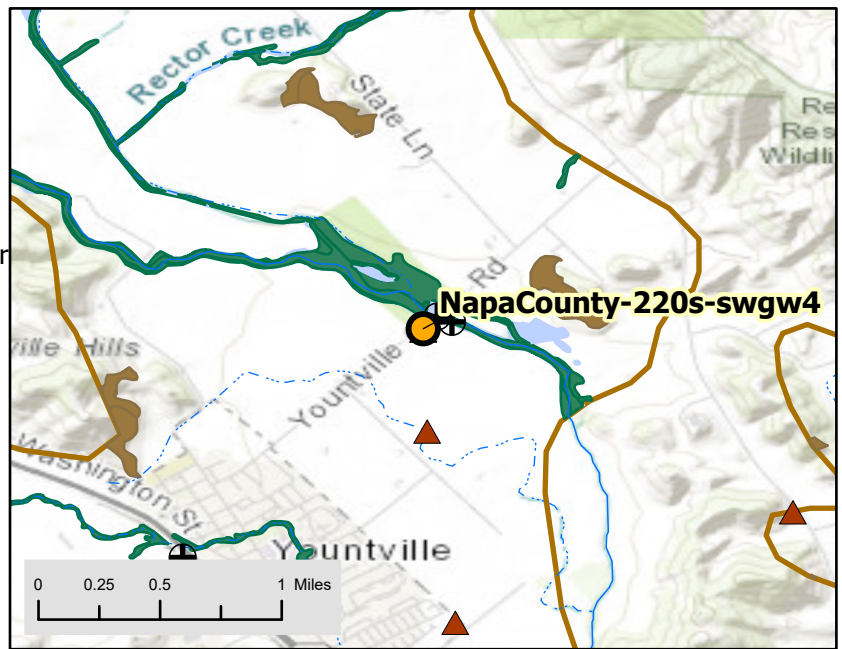 Rector Creek
State Ln
Re
Res
Wildli
r
Rd
NapaCounty-220s-swgw4
ville Hills
Yountville
Washington St
Yountville
0 0.25 0.5 1 Miles